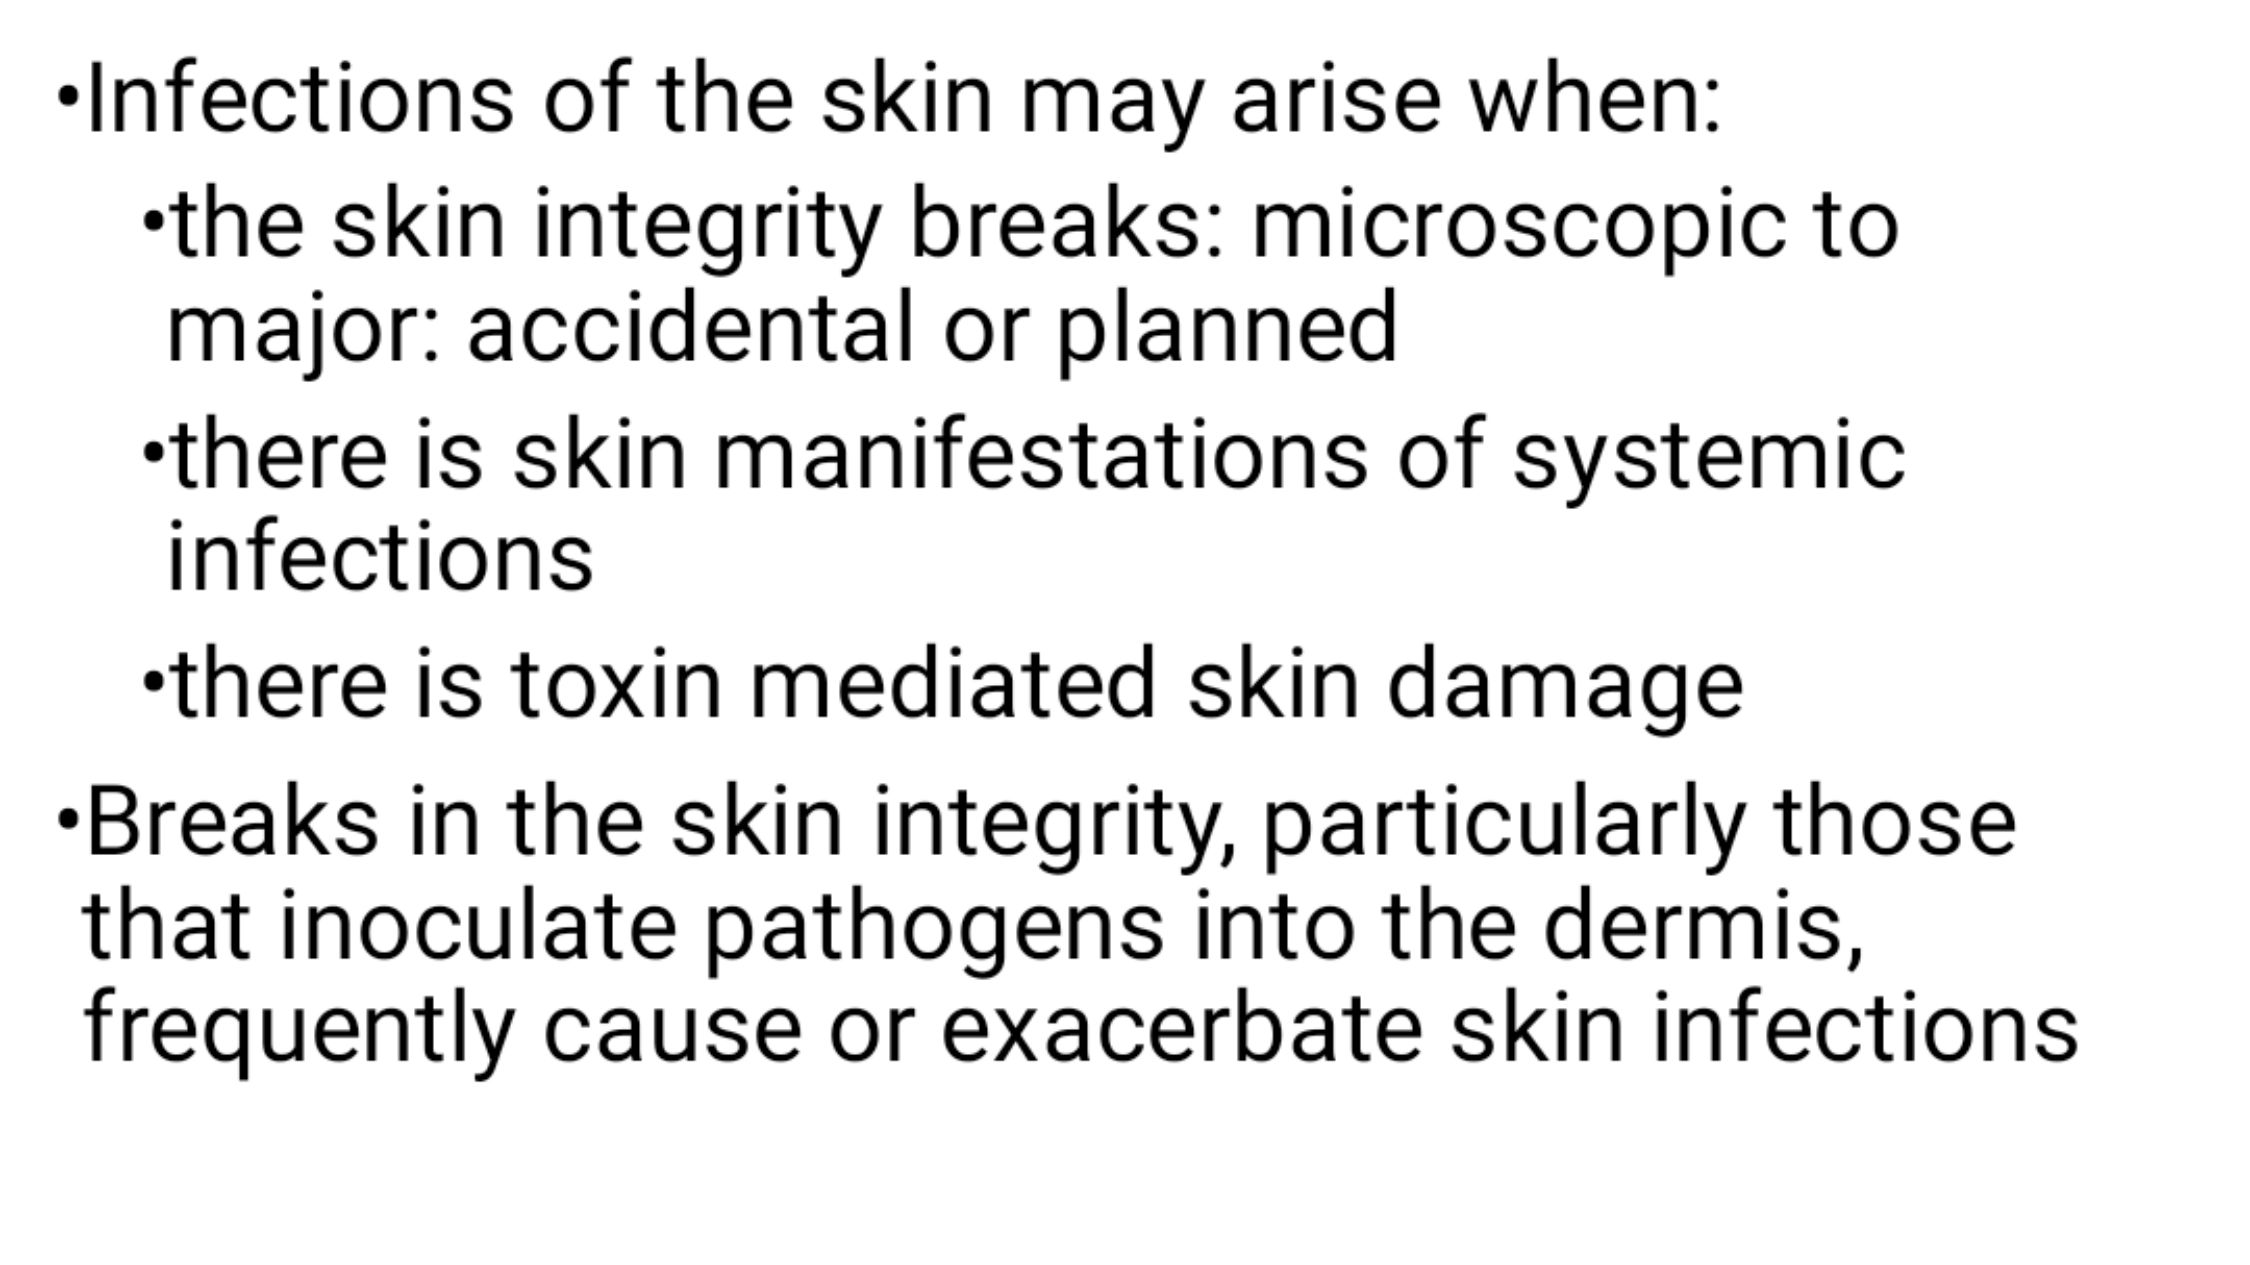 •Infections of the skin may arise when:
•the skin integrity breaks: microscopic to
major: accidental or planned
•there is skin manifestations of systemic
infections
•there is toxin mediated skin damage
•Breaks in the skin integrity, particularly those
that inoculate pathogens into the dermis,
frequently cause or exacerbate skin infections